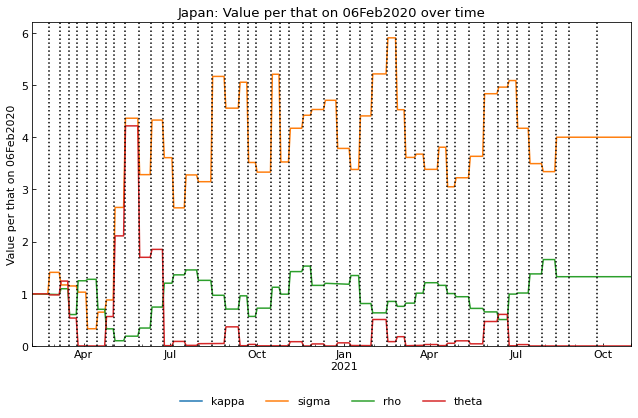 Japan: Value per that on 06Feb2020 over time
Value per that on 06Feb2020
6
5
4
3
2
1
0
Apr Jul Oct Jan Apr Jul Oct
2021
kappa sigma rho theta